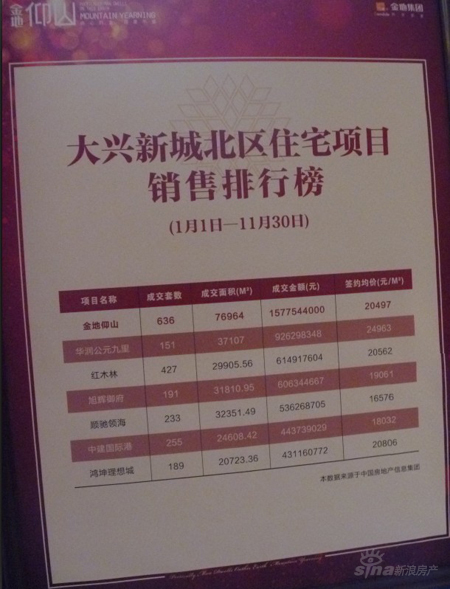 金地 仰山
MOUNTAIN YEARNING
金地集团
大兴新城北区住宅项目
销售排行榜
(1月1日—11月30日)
项目名称 成交套数 成交面积(M²) 成交金额(元) 签约均价(元/M²)
金地仰山 636 76964 1577544000 20497
华润公元九里 151 37107 926298348 24963
红木林 427 29905.56 614917604 20562
旭辉御府 191 31810.95 606344667 19061
顺驰领海 233 32351.49 536268705 16576
中建国际港 255 24608.42 443739029 18032
鸿坤理想城 189 20723.36 431160772 20806
本数据来源于中国房地产信息集团
sina新浪房产